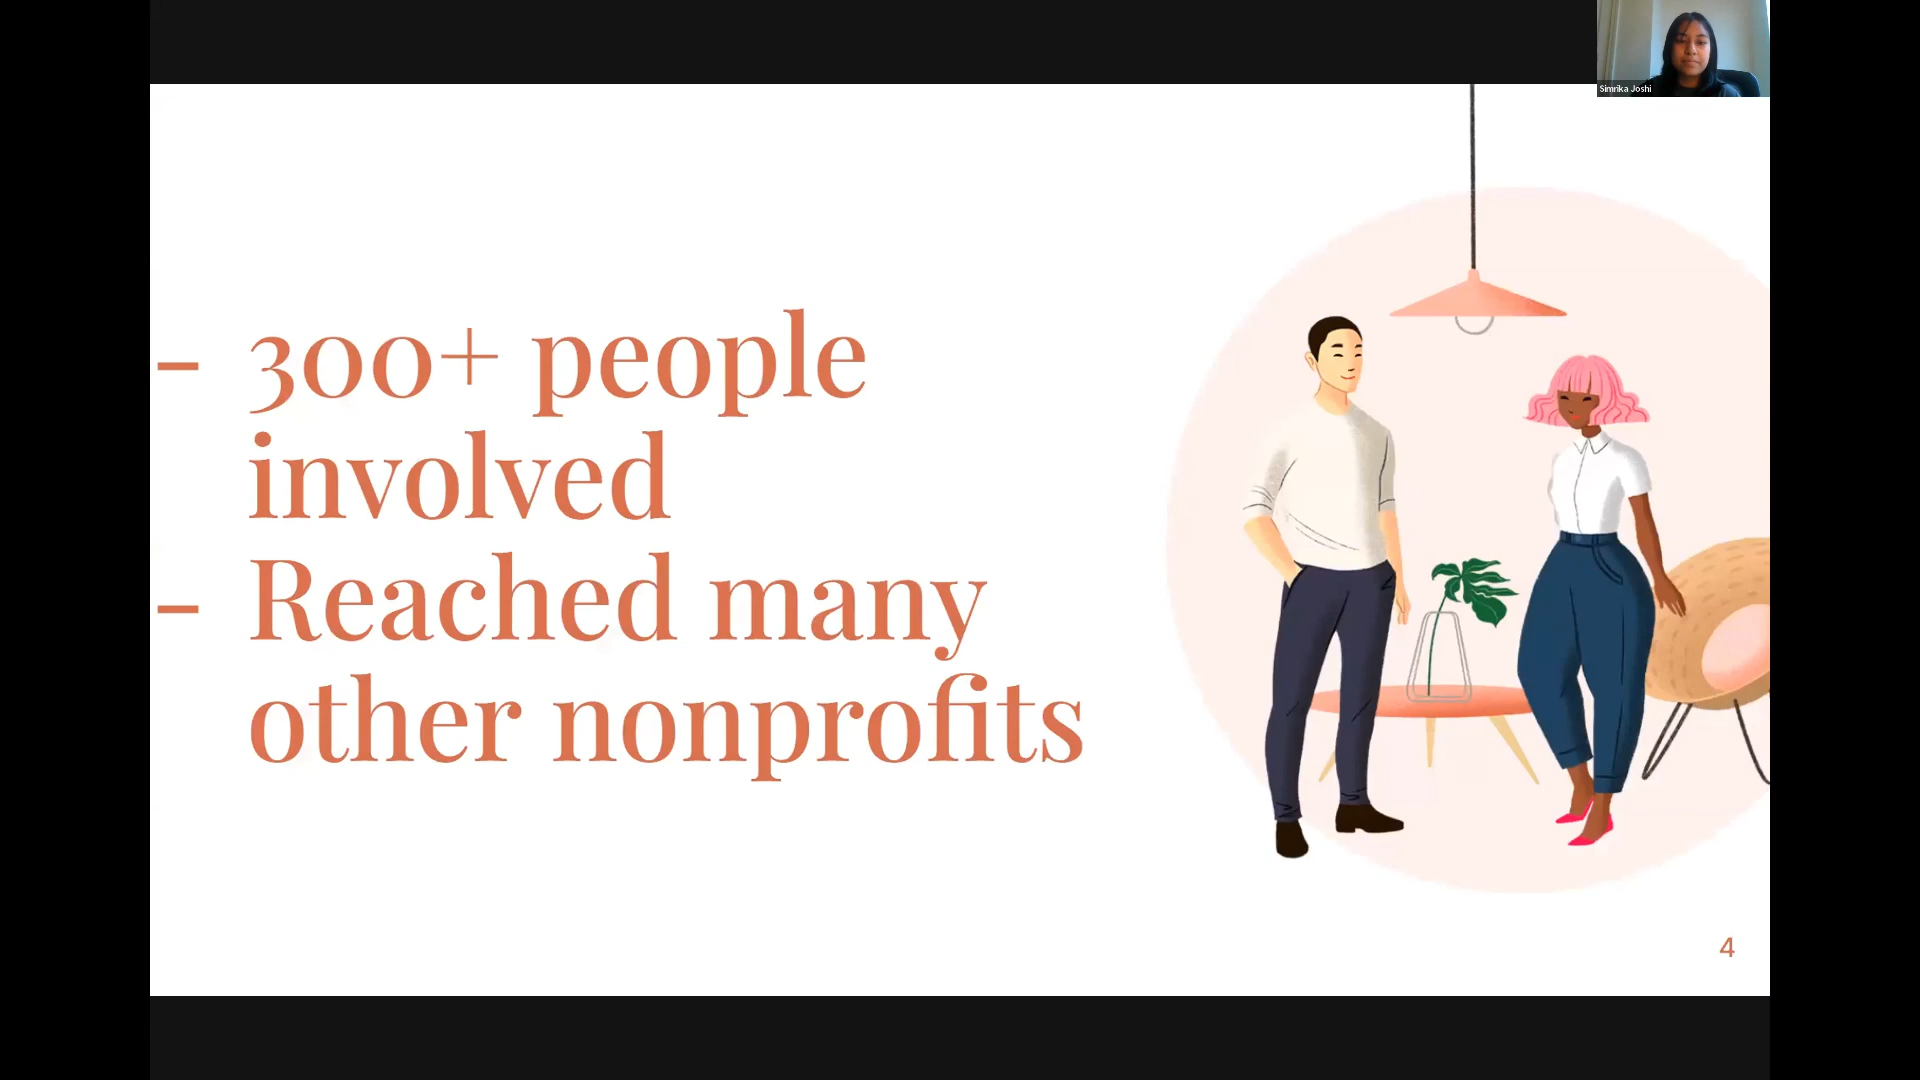 Simrika Joshi
- 300+ people
involved
- Reached many
other nonprofits
4